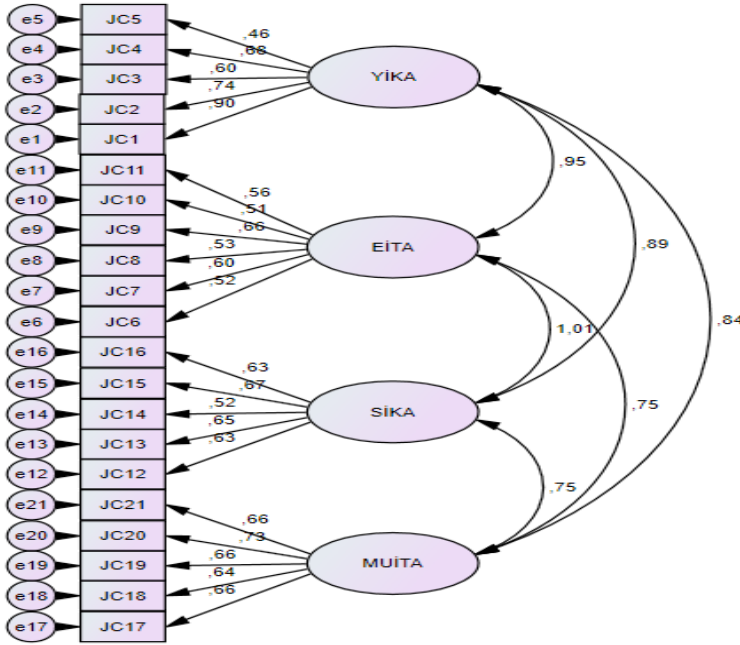 e5 JC5
,46
e4 JC4
,68
e3 JC3
,60
YİKA
e2 JC2
,74
e1 JC1
,90
e11 JC11
,95
e10 JC10
,56
e9 JC9
,51
,66
EİTA
e8 JC8
,53
,89
e7 JC7
,60
e6 JC6
,52
,84
1,01
e16 JC16
,63
e15 JC15
,67
e14 JC14
,52
SİKA
,75
e13 JC13
,65
e12 JC12
,63
,75
e21 JC21
,66
e20 JC20
,73
e19 JC19
,66
MUİTA
e18 JC18
,64
e17 JC17
,66